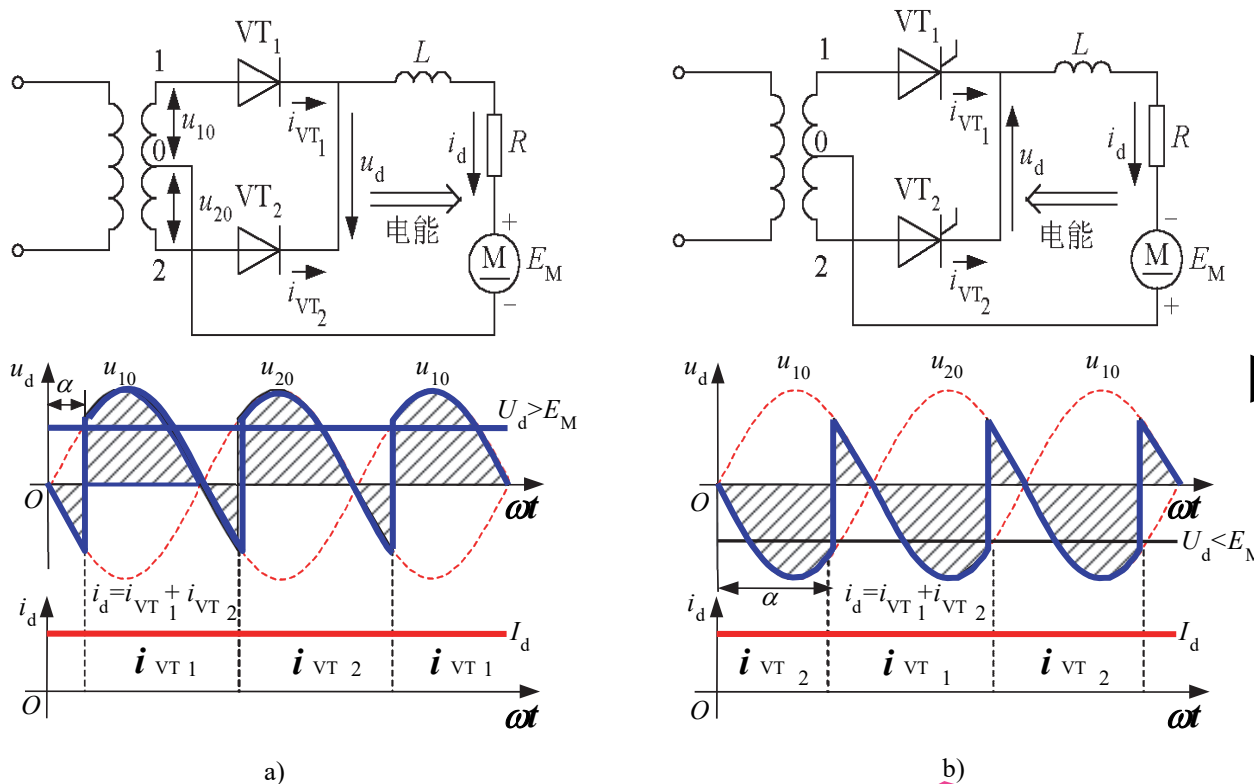 VT1
1
L
iVT1
u10
0
ud
id
R
u20
VT2
电能
+
M
EM
2
iVT2
−
VT1
1
L
iVT1
0
ud
id
R
VT2
电能
−
M
EM
2
iVT2
+
ud
α
u10
u20
u10
Ud>EM
O
ωt
id
id=iVT1+iVT2
Id
iVT1
iVT2
iVT1
O
ωt
a)
ud
u10
u20
u10
O
ωt
Ud<EM
α
id
id=iVT1+iVT2
Id
iVT2
iVT1
iVT2
O
ωt
b)